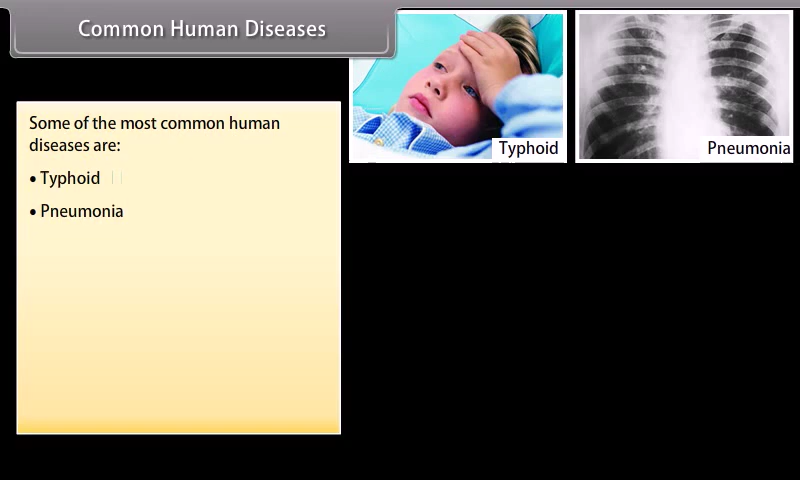 Common Human Diseases
Some of the most common human
diseases are:
• Typhoid
• Pneumonia
Typhoid
Pneumonia